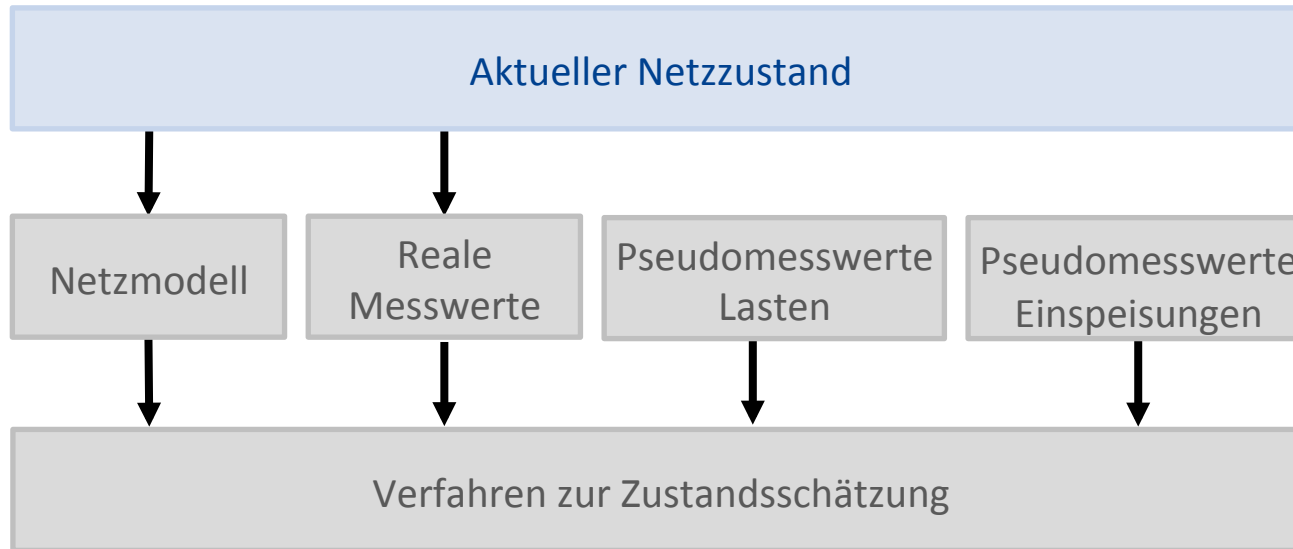 Aktueller Netzzustand
Netzmodell
Reale
Messwerte
Pseudomesswerte
Lasten
Pseudomesswerte
Einspeisungen
Verfahren zur Zustandsschätzung